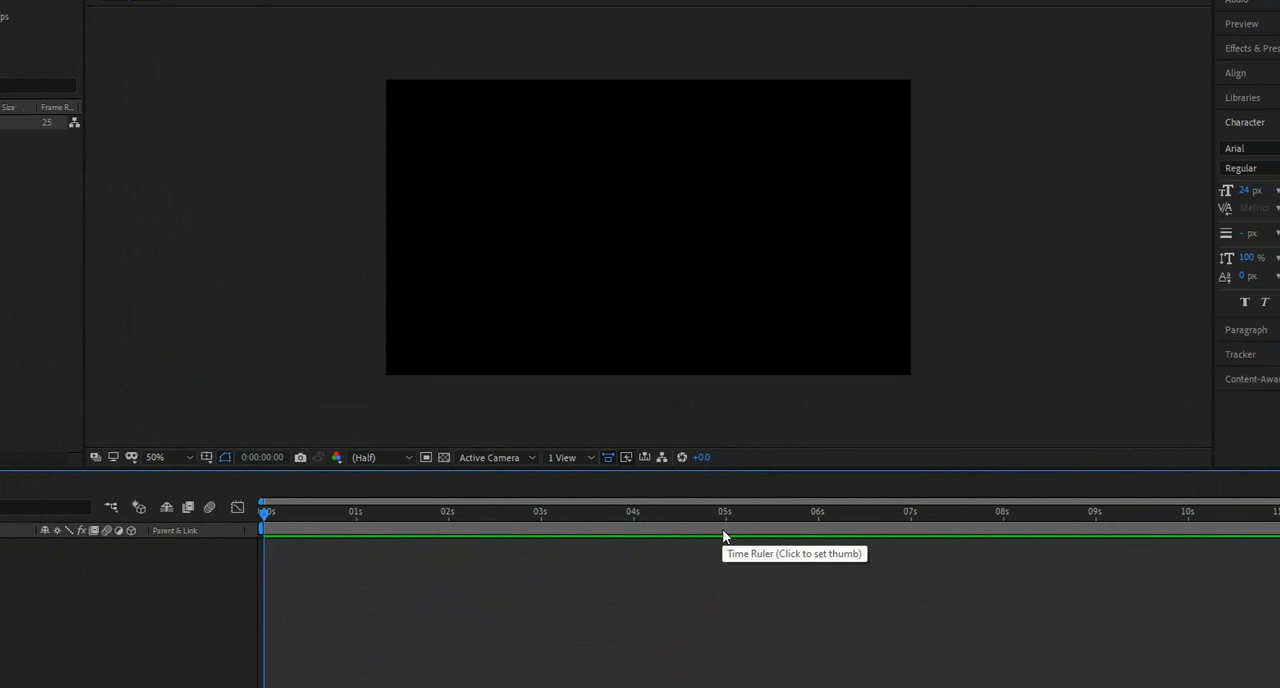 ps
Size Frame R...
25
Preview
Effects & Pres
Align
Libraries
Character
Arial
Regular
24 px
Metrics
- px
100 %
0 px
T T
Paragraph
Tracker
Content-Awa
50% 0:00:00:00 (Half) Active Camera 1 View +0.0
01s 02s 03s 04s 05s 06s 07s 08s 09s 10s
Parent & Link
Time Ruler (Click to set thumb)